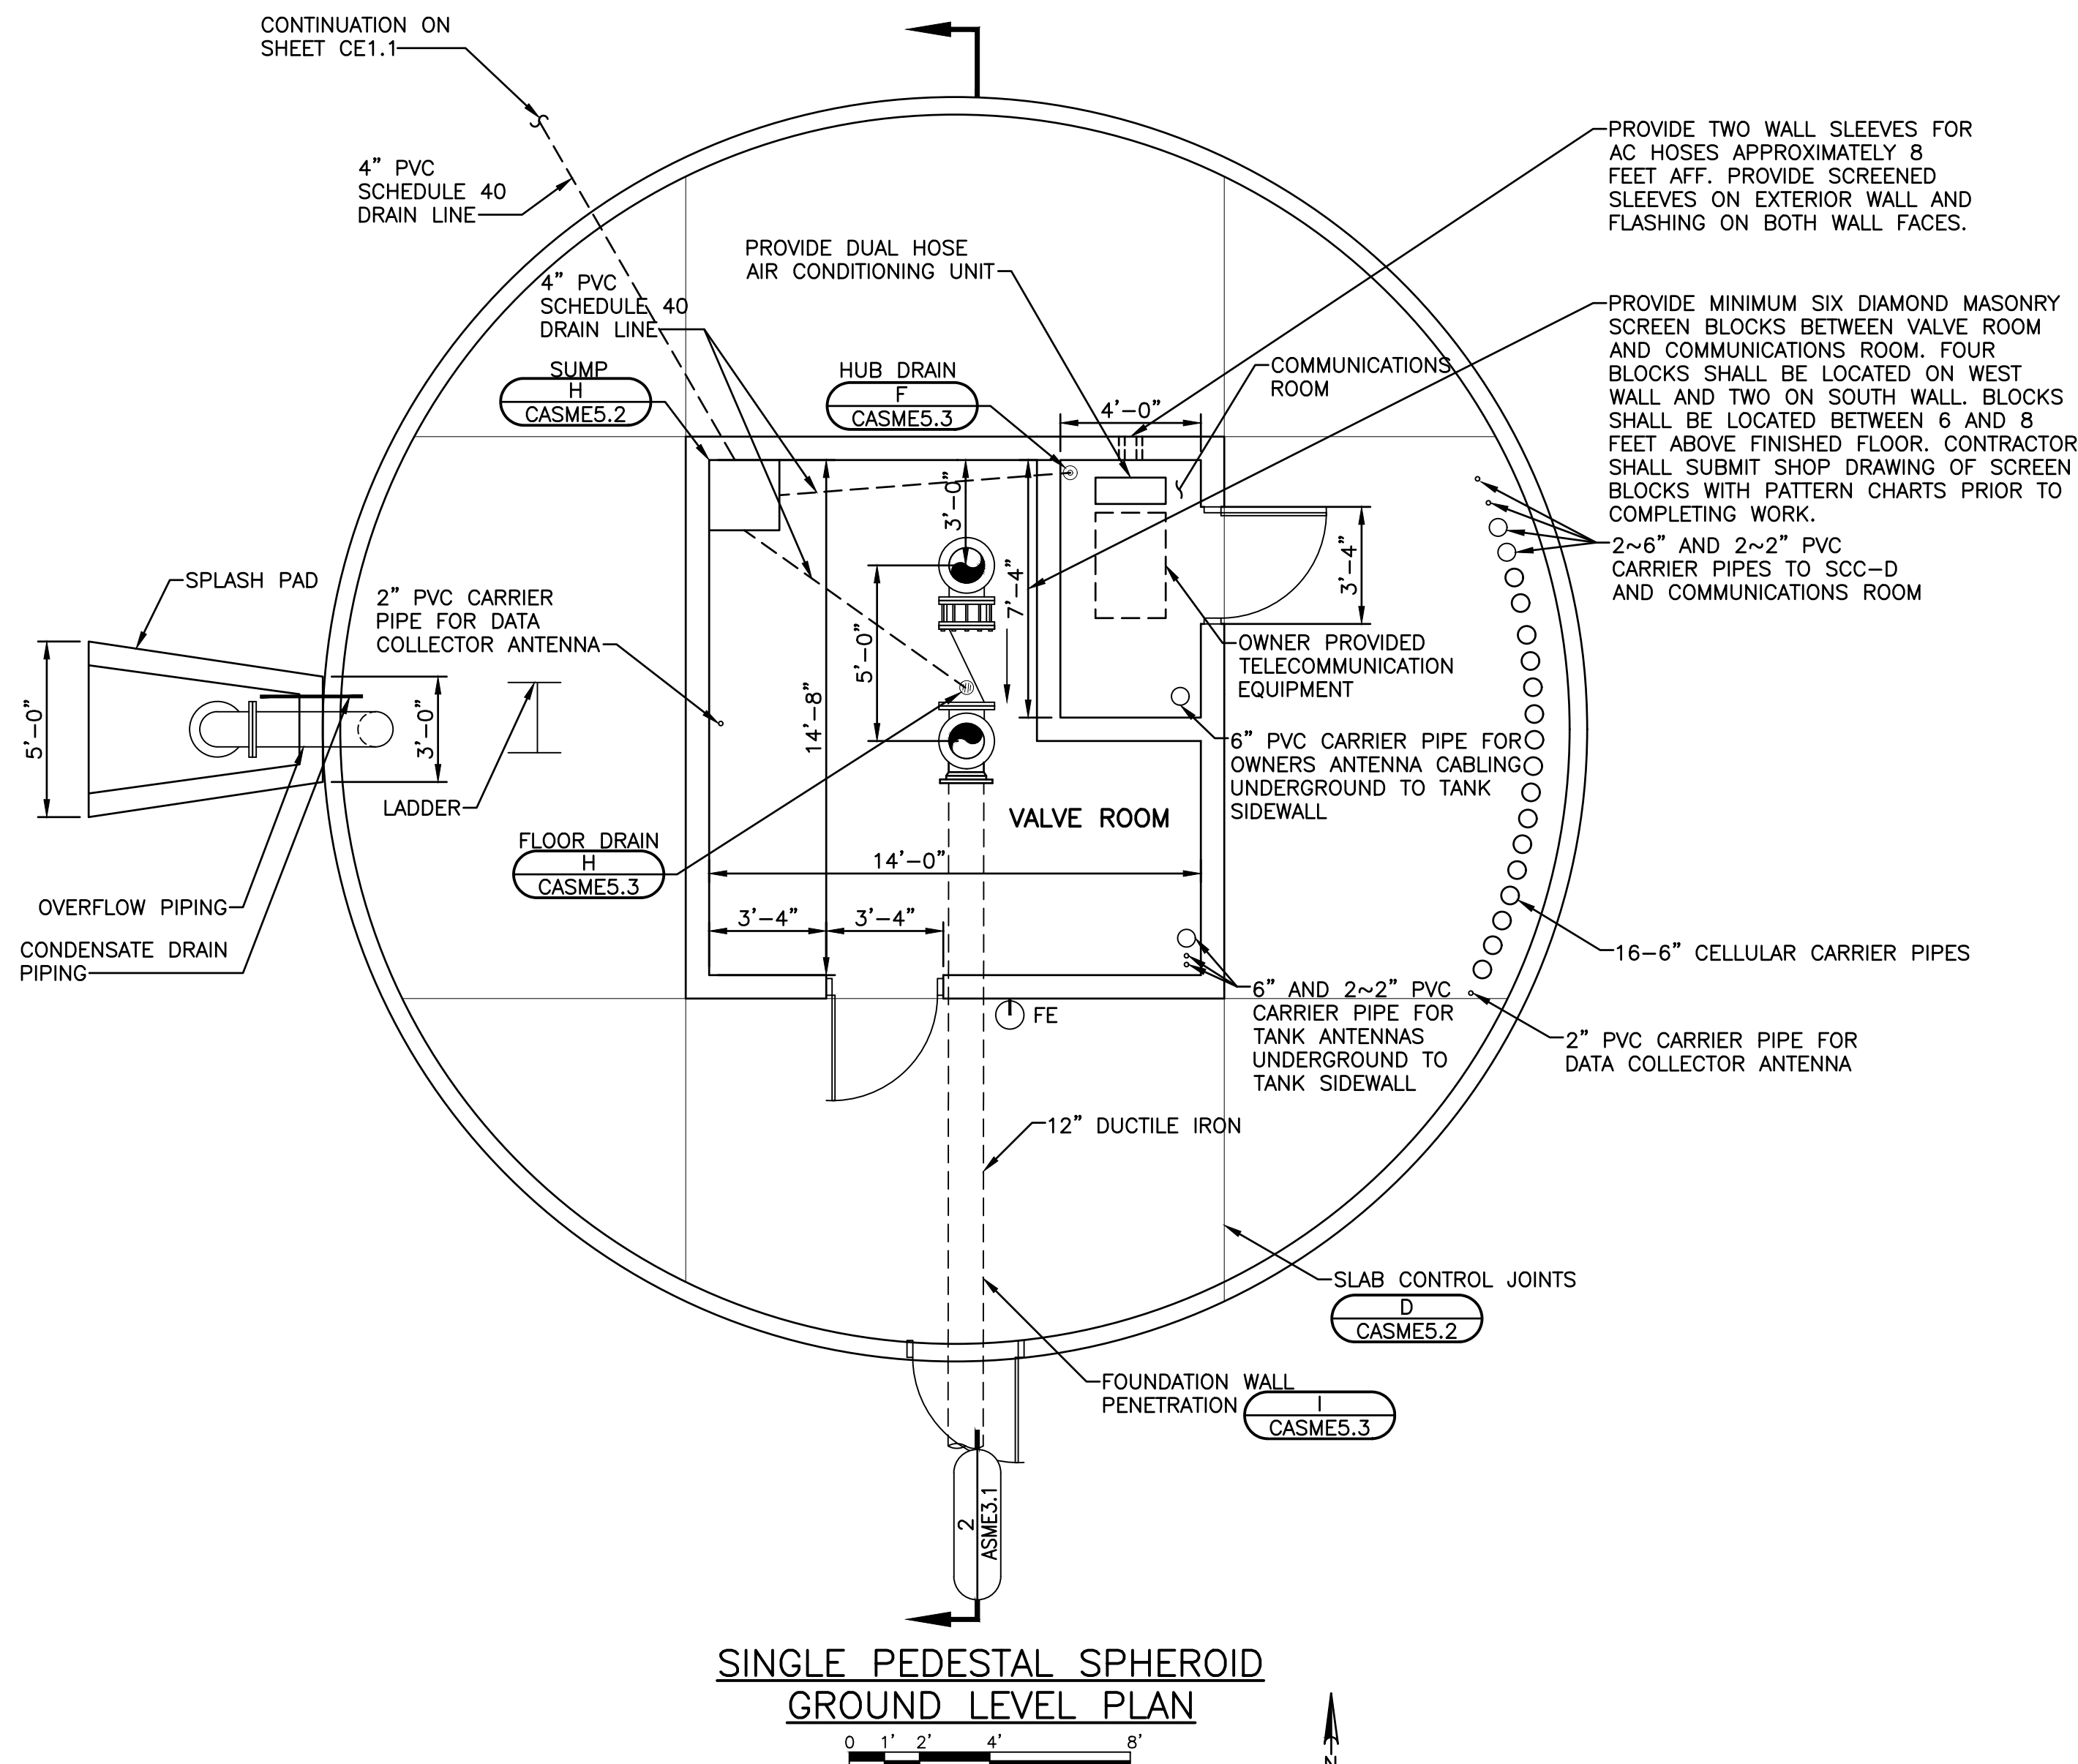 CONTINUATION ON
SHEET CE1.1
4” PVC
SCHEDULE 40
DRAIN LINE
PROVIDE TWO WALL SLEEVES FOR
AC HOSES APPROXIMATELY 8
FEET AFF. PROVIDE SCREENED
SLEEVES ON EXTERIOR WALL AND
FLASHING ON BOTH WALL FACES.
PROVIDE DUAL HOSE
AIR CONDITIONING UNIT
4” PVC
SCHEDULE 40
DRAIN LINE
PROVIDE MINIMUM SIX DIAMOND MASONRY
SCREEN BLOCKS BETWEEN VALVE ROOM
AND COMMUNICATIONS ROOM. FOUR
BLOCKS SHALL BE LOCATED ON WEST
WALL AND TWO ON SOUTH WALL. BLOCKS
SHALL BE LOCATED BETWEEN 6 AND 8
FEET ABOVE FINISHED FLOOR. CONTRACTOR
SHALL SUBMIT SHOP DRAWING OF SCREEN
BLOCKS WITH PATTERN CHARTS PRIOR TO
COMPLETING WORK.
SUMP
H
CASME5.2
HUB DRAIN
F
CASME5.3
COMMUNICATIONS
ROOM
4’-0”
3’-0”
7’-4”
3’-4”
2~6” AND 2~2” PVC
CARRIER PIPES TO SCC-D
AND COMMUNICATIONS ROOM
SPLASH PAD
2” PVC CARRIER
PIPE FOR DATA
COLLECTOR ANTENNA
5’-0”
14’-8”
OWNER PROVIDED
TELECOMMUNICATION
EQUIPMENT
5’-0”
3’-0”
LADDER
6” PVC CARRIER PIPE FOR
OWNERS ANTENNA CABLING
UNDERGROUND TO TANK
SIDEWALL
VALVE ROOM
FLOOR DRAIN
H
CASME5.3
14’-0”
3’-4”
3’-4”
OVERFLOW PIPING
CONDENSATE DRAIN
PIPING
16-6” CELLULAR CARRIER PIPES
6” AND 2~2” PVC
CARRIER PIPE FOR
TANK ANTENNAS
UNDERGROUND TO
TANK SIDEWALL
FE
2” PVC CARRIER PIPE FOR
DATA COLLECTOR ANTENNA
12” DUCTILE IRON
SLAB CONTROL JOINTS
D
CASME5.2
FOUNDATION WALL
PENETRATION
I
CASME5.3
2
ASME3.1
SINGLE PEDESTAL SPHEROID
GROUND LEVEL PLAN
0 1' 2' 4' 8'
N